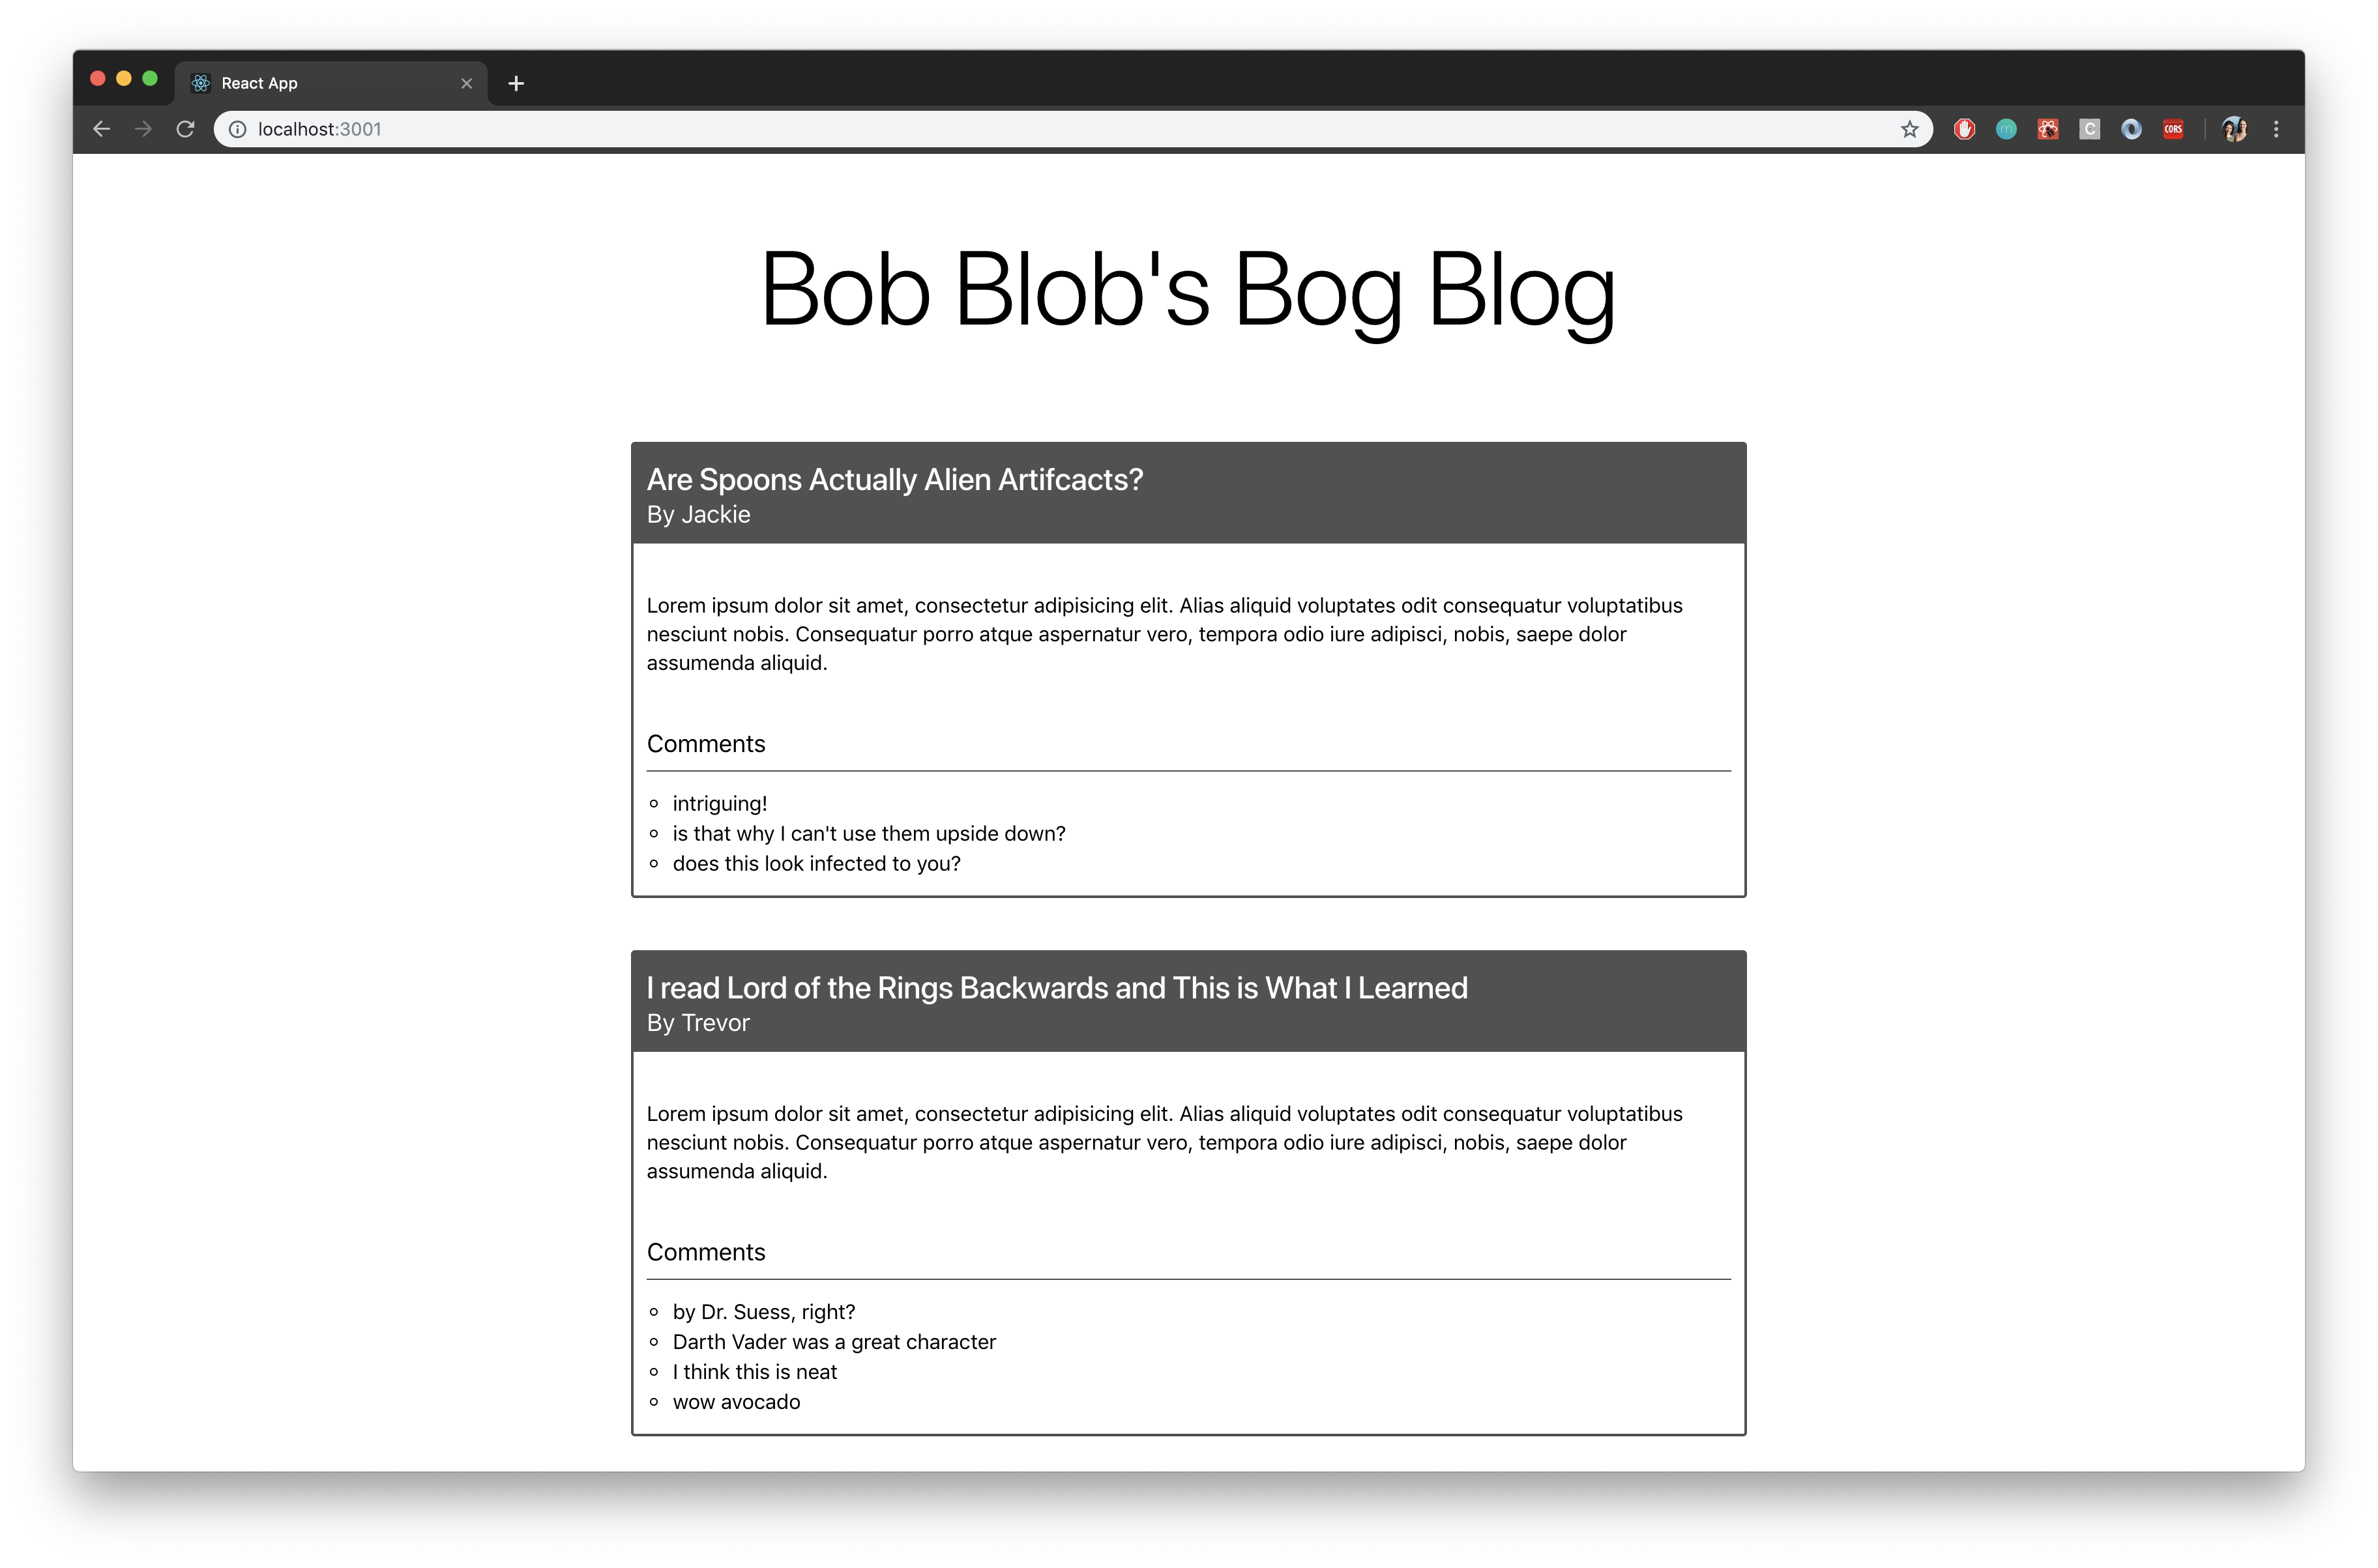 React App
localhost:3001
m
C
CORS
Bob Blob's Bog Blog
Are Spoons Actually Alien Artifcacts?
By Jackie
Lorem ipsum dolor sit amet, consectetur adipisicing elit. Alias aliquid voluptates odit consequatur voluptatibus
nesciunt nobis. Consequatur porro atque aspernatur vero, tempora odio iure adipisci, nobis, saepe dolor
assumenda aliquid.
Comments
intriguing!
is that why I can't use them upside down?
does this look infected to you?
I read Lord of the Rings Backwards and This is What I Learned
By Trevor
Lorem ipsum dolor sit amet, consectetur adipisicing elit. Alias aliquid voluptates odit consequatur voluptatibus
nesciunt nobis. Consequatur porro atque aspernatur vero, tempora odio iure adipisci, nobis, saepe dolor
assumenda aliquid.
Comments
by Dr. Suess, right?
Darth Vader was a great character
I think this is neat
wow avocado